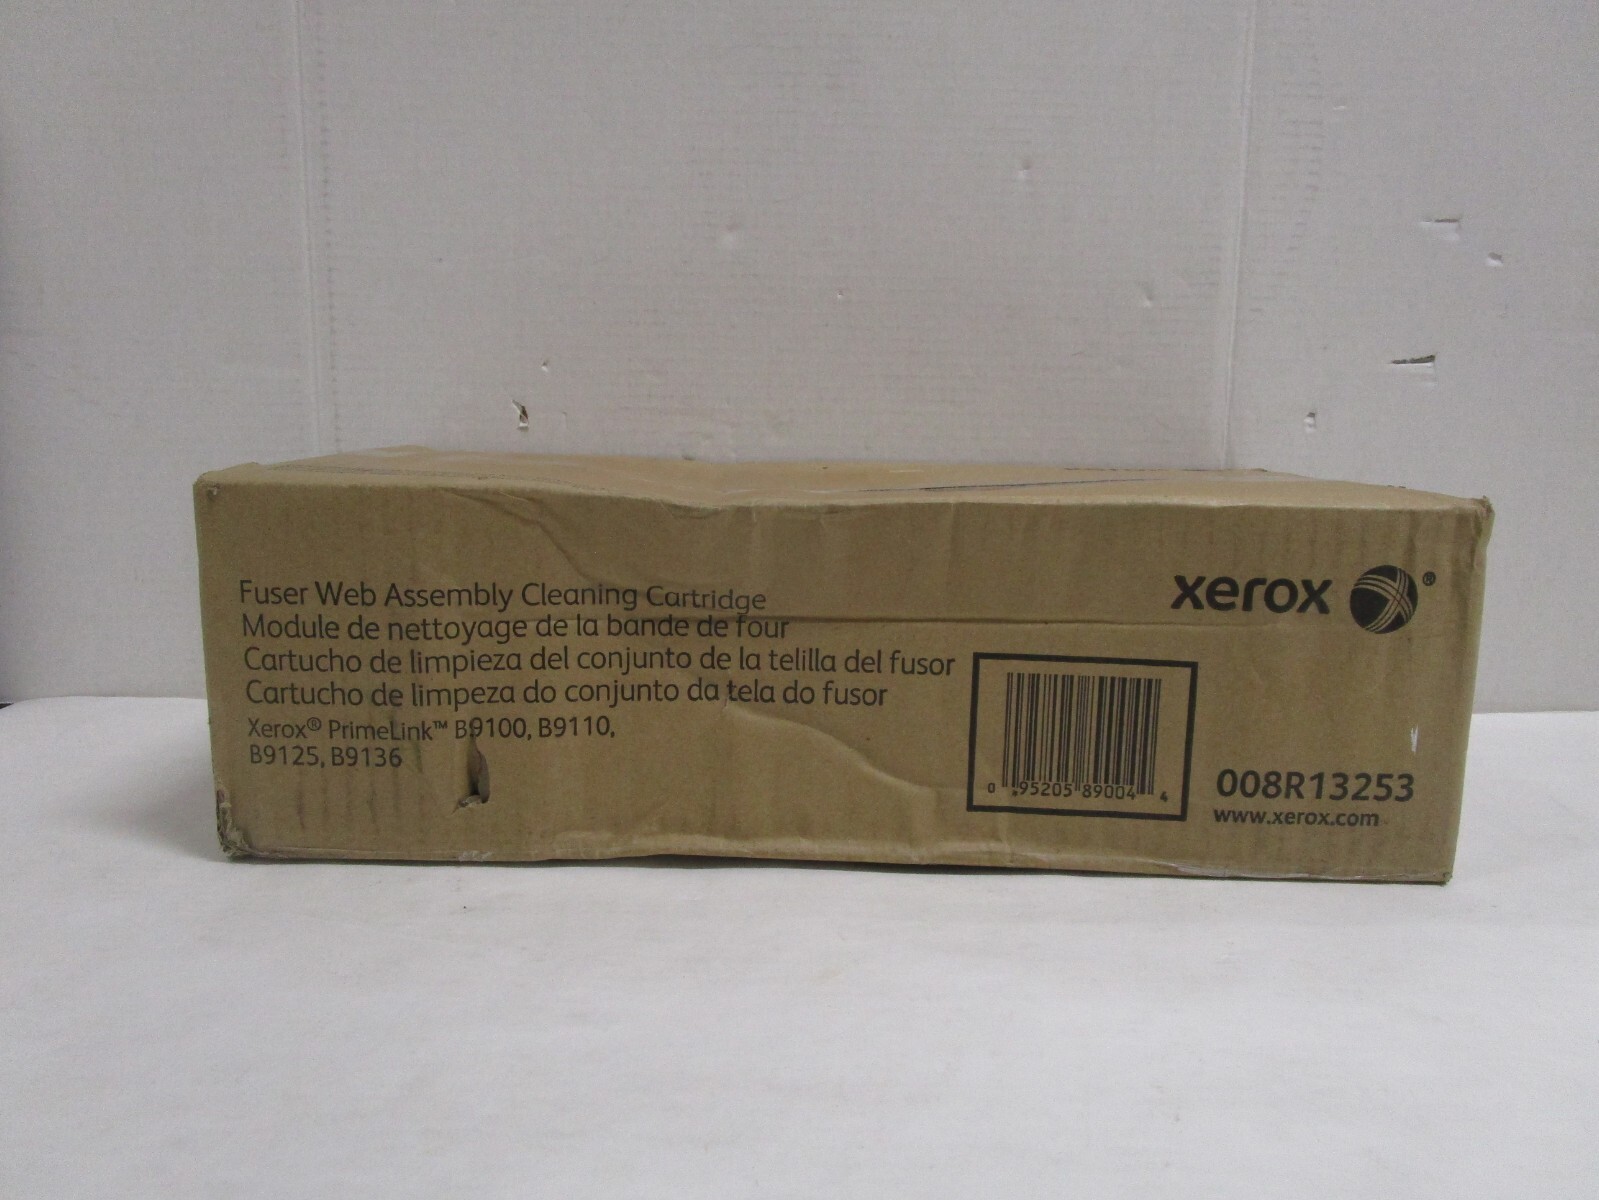 Fuser Web Assembly Cleaning Cartridge
Module de nettoyage de la bande de four
Cartucho de limpieza del conjunto de la telilla del fusor
Cartucho de limpeza do conjunto da tela do fusor
Xerox® PrimeLink™ B9100, B9110,
B9125, B9136
xerox ®
0 95205 89004 4
008R13253
www.xerox.com